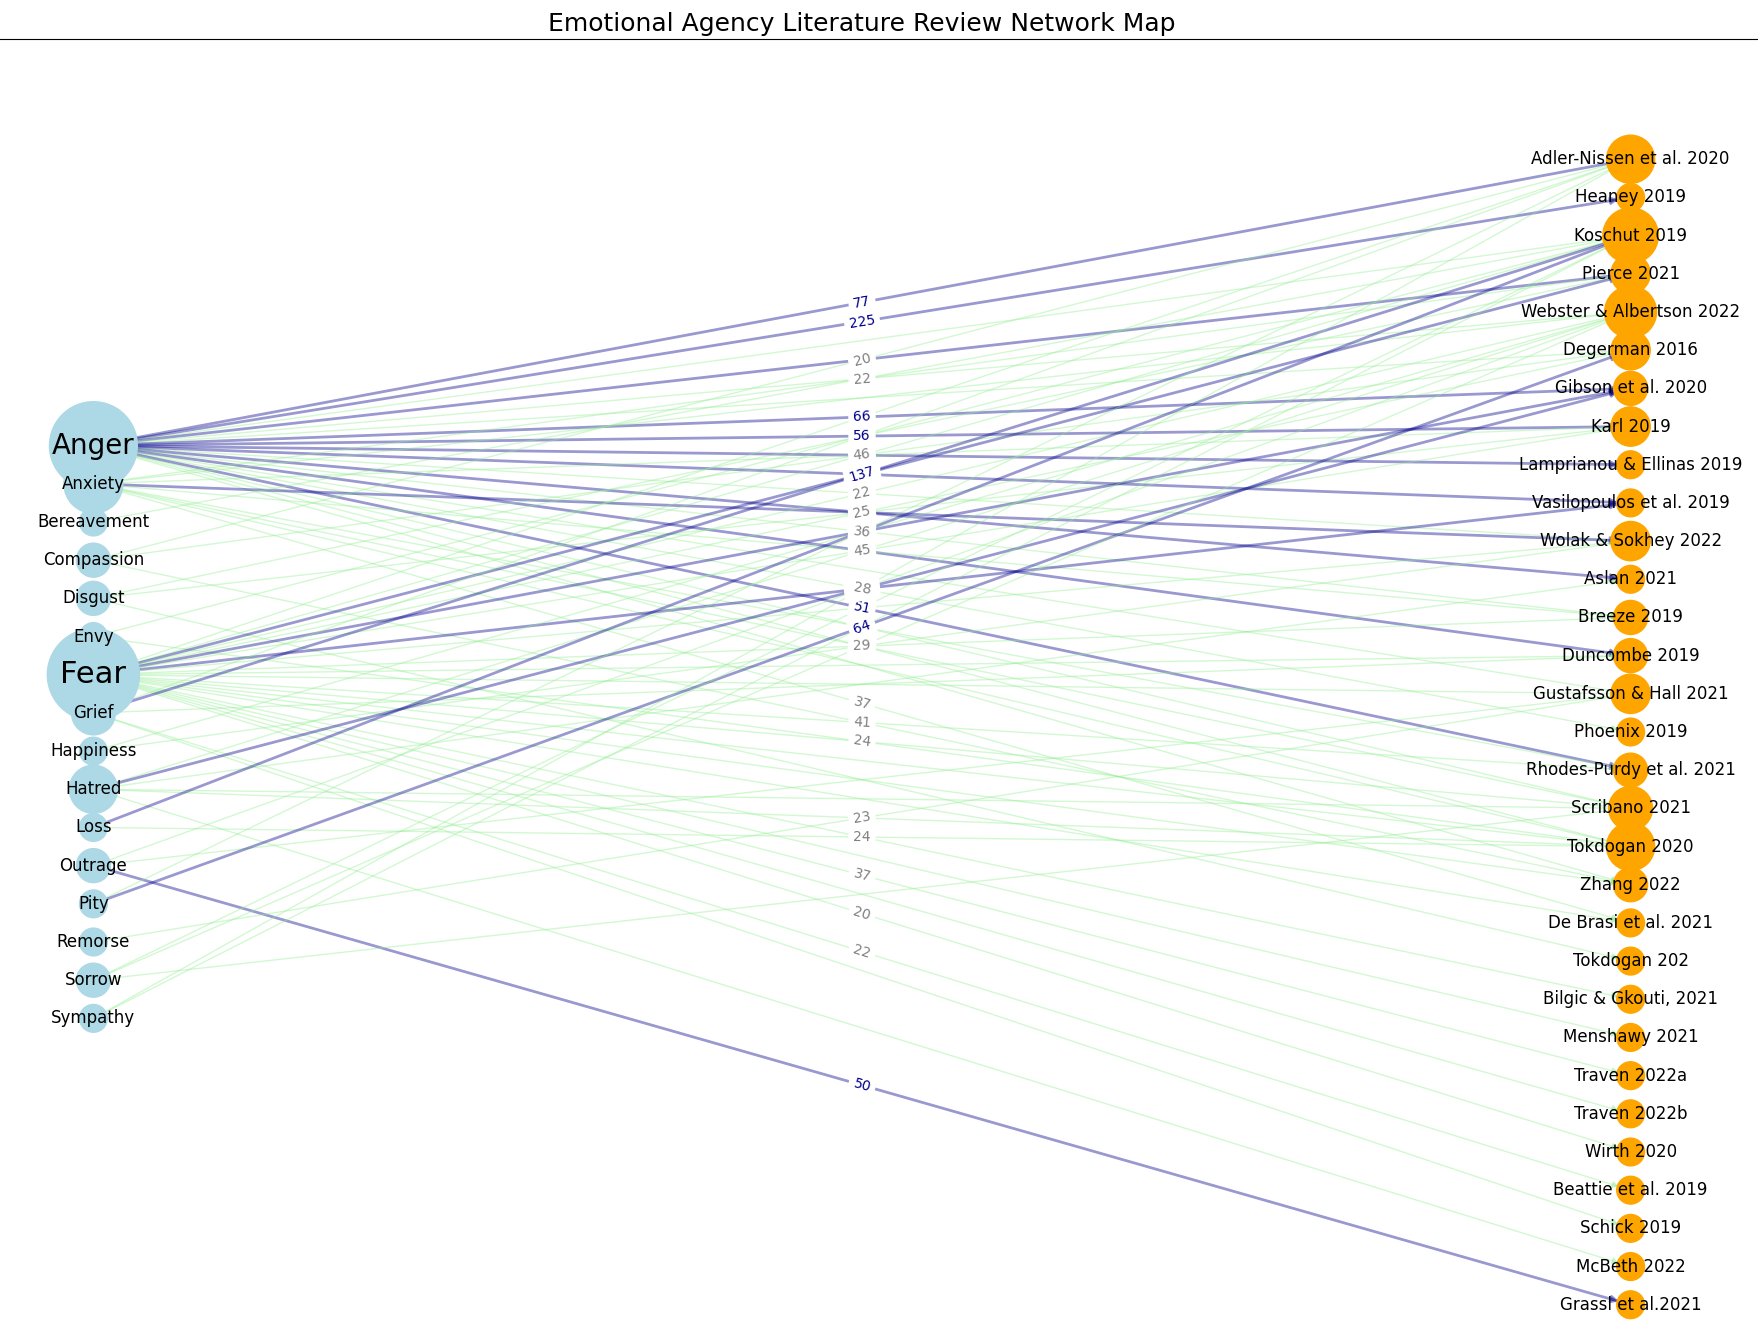 Emotional Agency Literature Review Network Map
Anger
Anxiety
Bereavement
Compassion
Disgust
Envy
Fear
Grief
Happiness
Hatred
Loss
Outrage
Pity
Remorse
Sorrow
Sympathy
77
225
20
22
66
56
46
137
22
25
36
45
28
51
64
29
37
41
24
23
24
37
20
22
50
Adler-Nissen et al. 2020
Heaney 2019
Koschut 2019
Pierce 2021
Webster & Albertson 2022
Degerman 2016
Gibson et al. 2020
Karl 2019
Lamprianou & Ellinas 2019
Vasilopoulos et al. 2019
Wolak & Sokhey 2022
Aslan 2021
Breeze 2019
Duncombe 2019
Gustafsson & Hall 2021
Phoenix 2019
Rhodes-Purdy et al. 2021
Scribano 2021
Tokdogan 2020
Zhang 2022
De Brasi et al. 2021
Tokdogan 202
Bilgic & Gkouti, 2021
Menshawy 2021
Traven 2022a
Traven 2022b
Wirth 2020
Beattie et al. 2019
Schick 2019
McBeth 2022
Grassl et al.2021